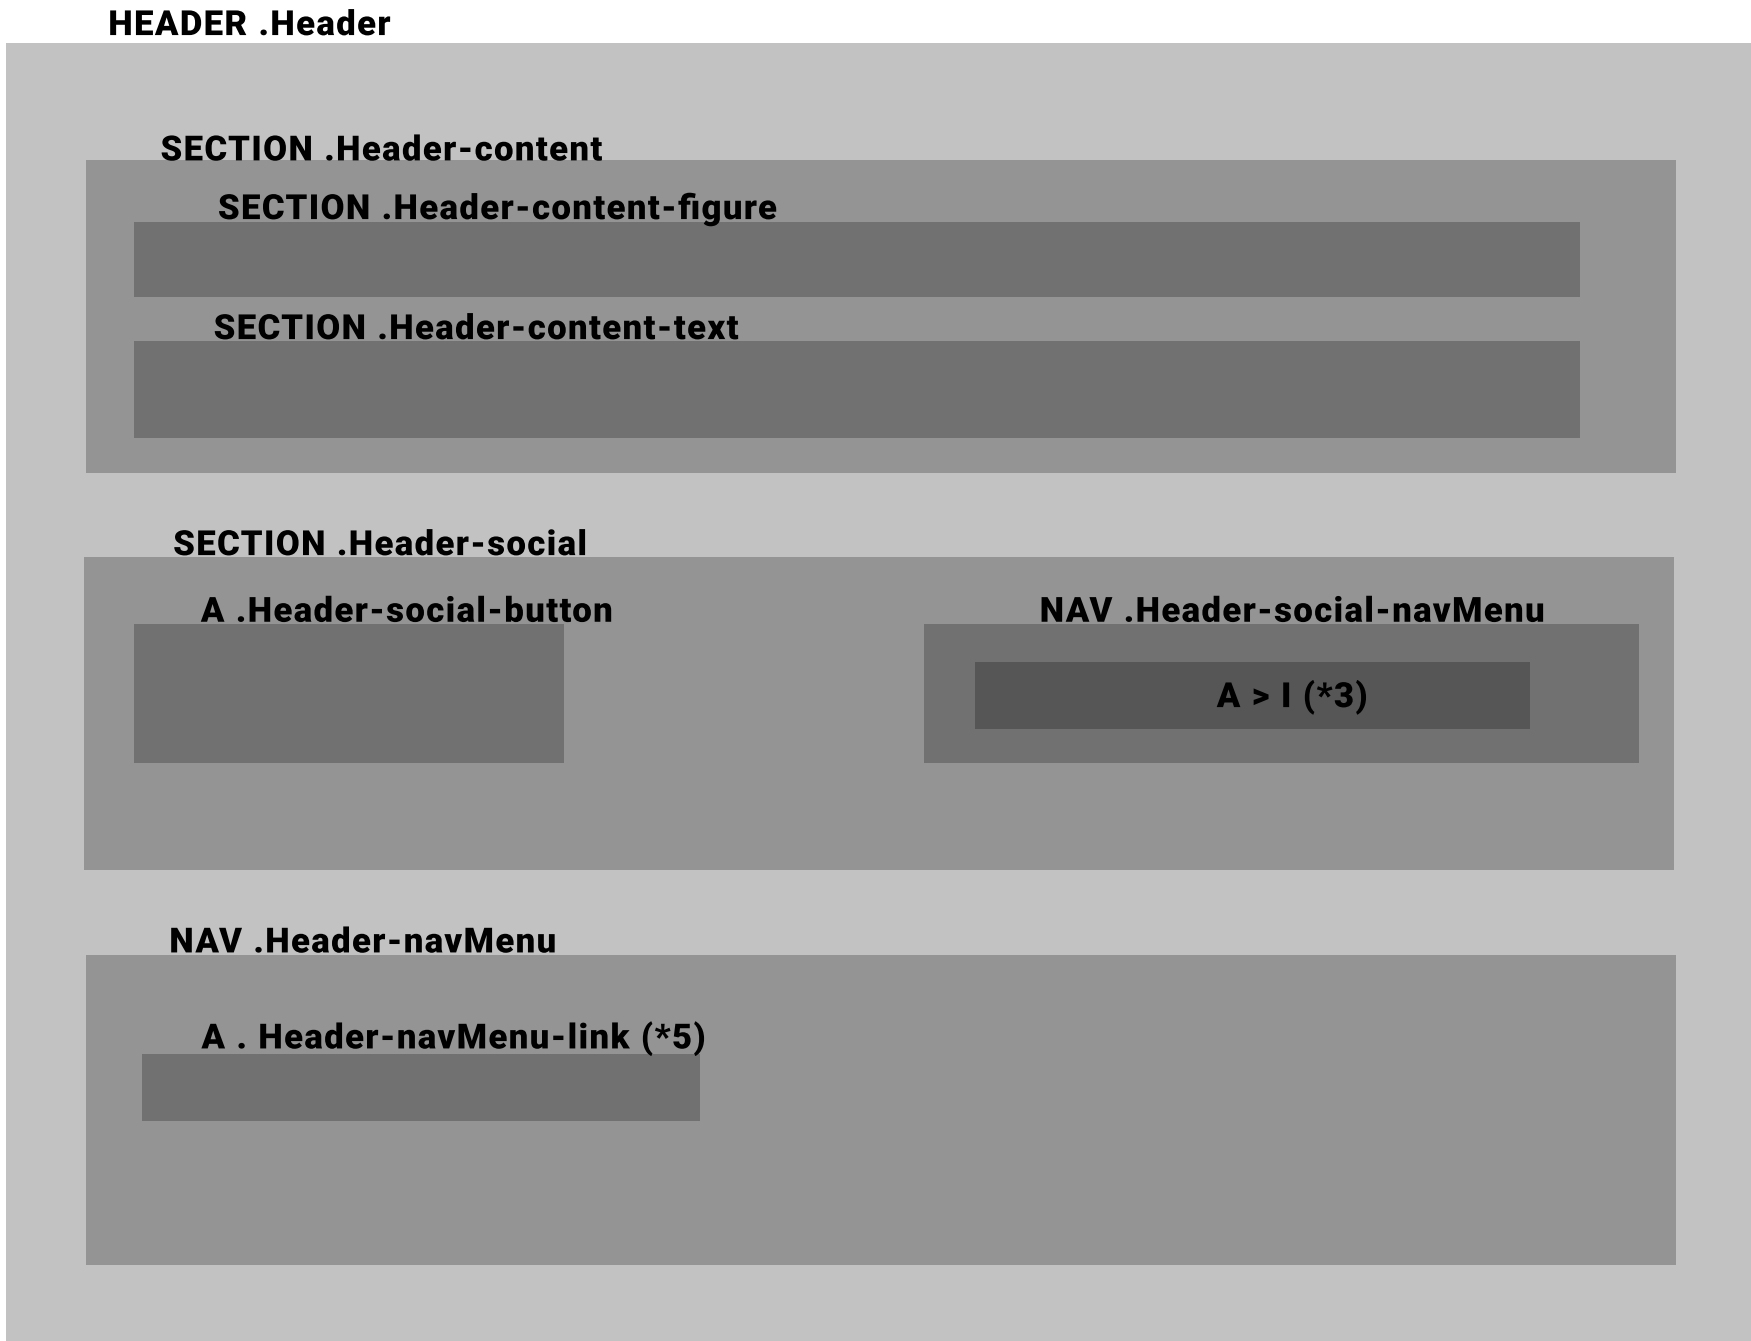 HEADER .Header
SECTION .Header-content
SECTION .Header-content-figure
SECTION .Header-content-text
SECTION .Header-social
A .Header-social-button
NAV .Header-social-navMenu
A > I (*3)
NAV .Header-navMenu
A . Header-navMenu-link (*5)